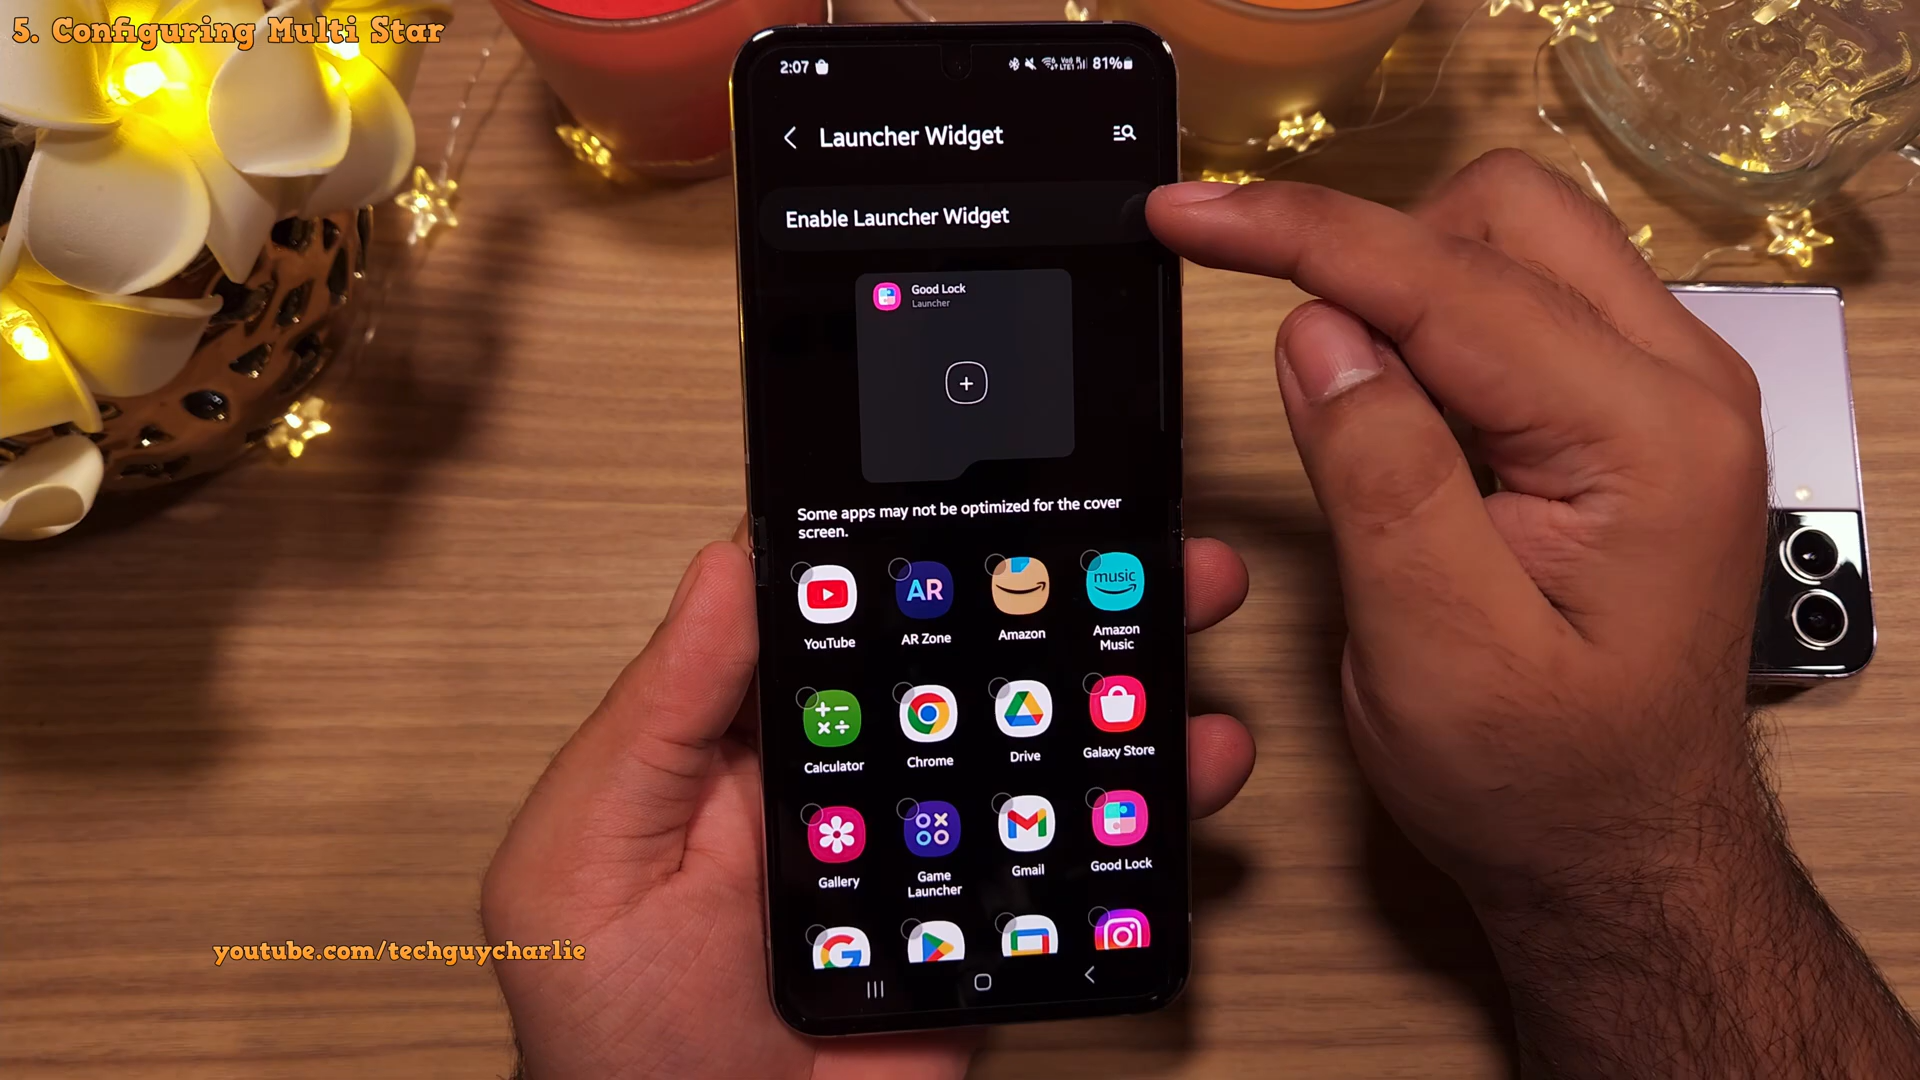 5. Configuring Multi Star
2:07
81%
Launcher Widget
Enable Launcher Widget
Good Lock
Launcher
Some apps may not be optimized for the cover
screen.
AR
music
YouTube
AR Zone
Amazon
Amazon
Music
Calculator
Chrome
Drive
Galaxy Store
Gallery
Game
Launcher
Gmail
Good Lock
youtube.com/techguycharlie